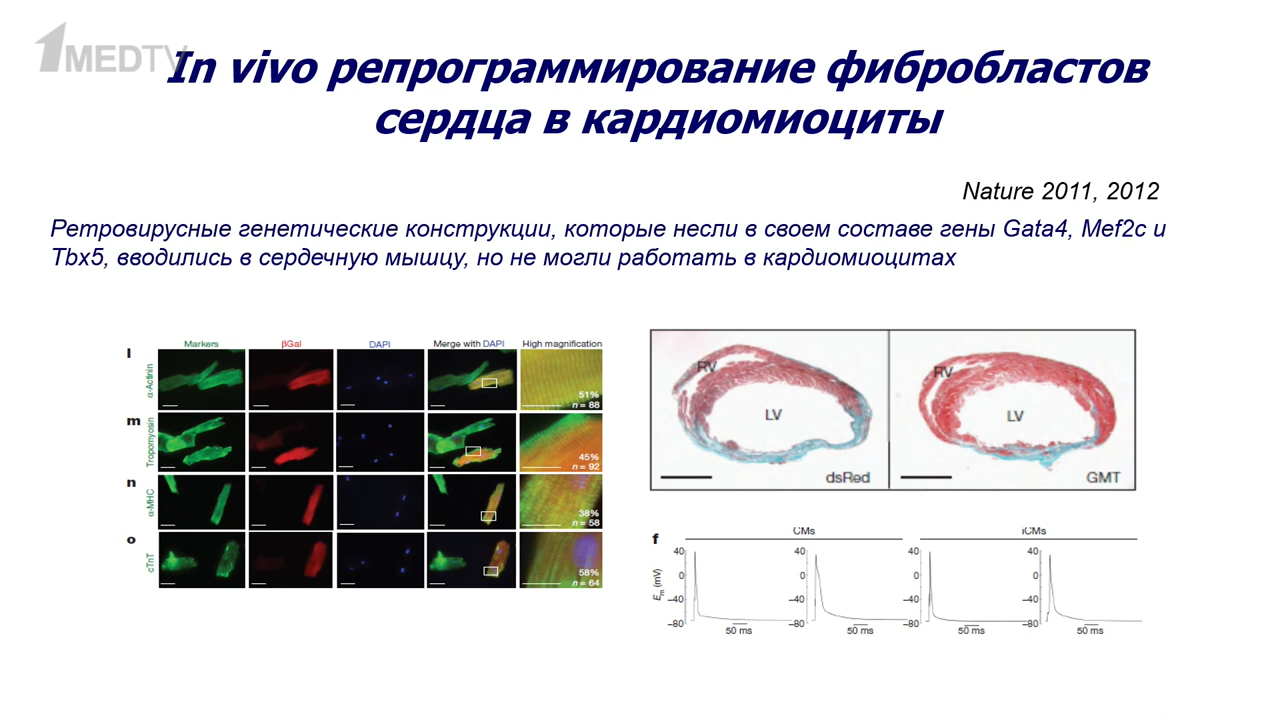 1MEDTV
In vivo репрограммирование фибробластов
сердца в кардиомиоциты
Nature 2011, 2012
Ретровирусные генетические конструкции, которые несли в своем составе гены Gata4, Mef2c и
Tbx5, вводились в сердечную мышцу, но не могли работать в кардиомиоцитах
Markers βGal DAPI Merge with DAPI High magnification
l
α-Actinin
51%
n = 88
m
Tropomyosin
45%
n = 92
n
α-MHC
38%
n = 58
o
cTnT
58%
n = 64
RV
LV
dsRed
RV
LV
GMT
f
CMs iCMs
Em (mV)
40 40 40 40
0 0 0 0
–40 –40 –40 –40
–80 –80 –80 –80
50 ms 50 ms 50 ms 50 ms